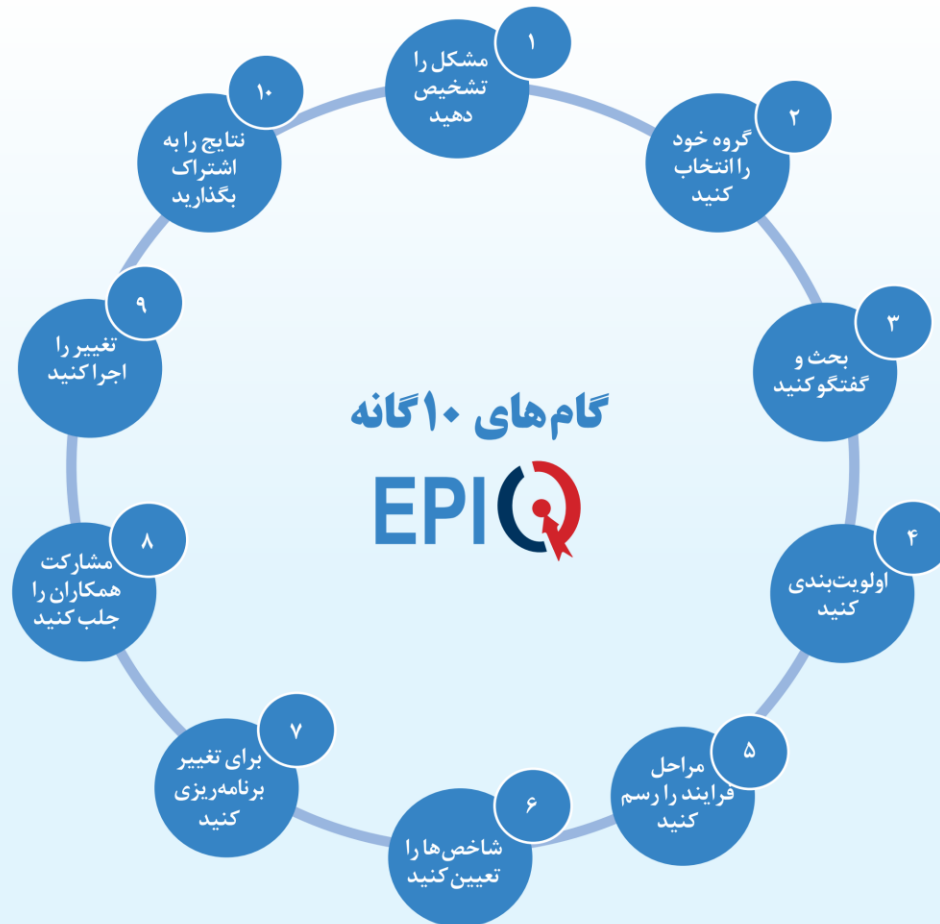 گام‌های ۱۰گانه
EPIQ
۱
مشکل را
تشخیص
دهید
۲
گروه خود
را انتخاب
کنید
۳
بحث و
گفتگو کنید
۴
اولویت‌بندی
کنید
۵
مراحل
فرایند را رسم
کنید
۶
شاخص‌ها را
تعیین کنید
۷
برای تغییر
برنامه‌ریزی
کنید
۸
مشارکت
همکاران را
جلب کنید
۹
تغییر را
اجرا کنید
۱۰
نتایج را به
اشتراک
بگذارید